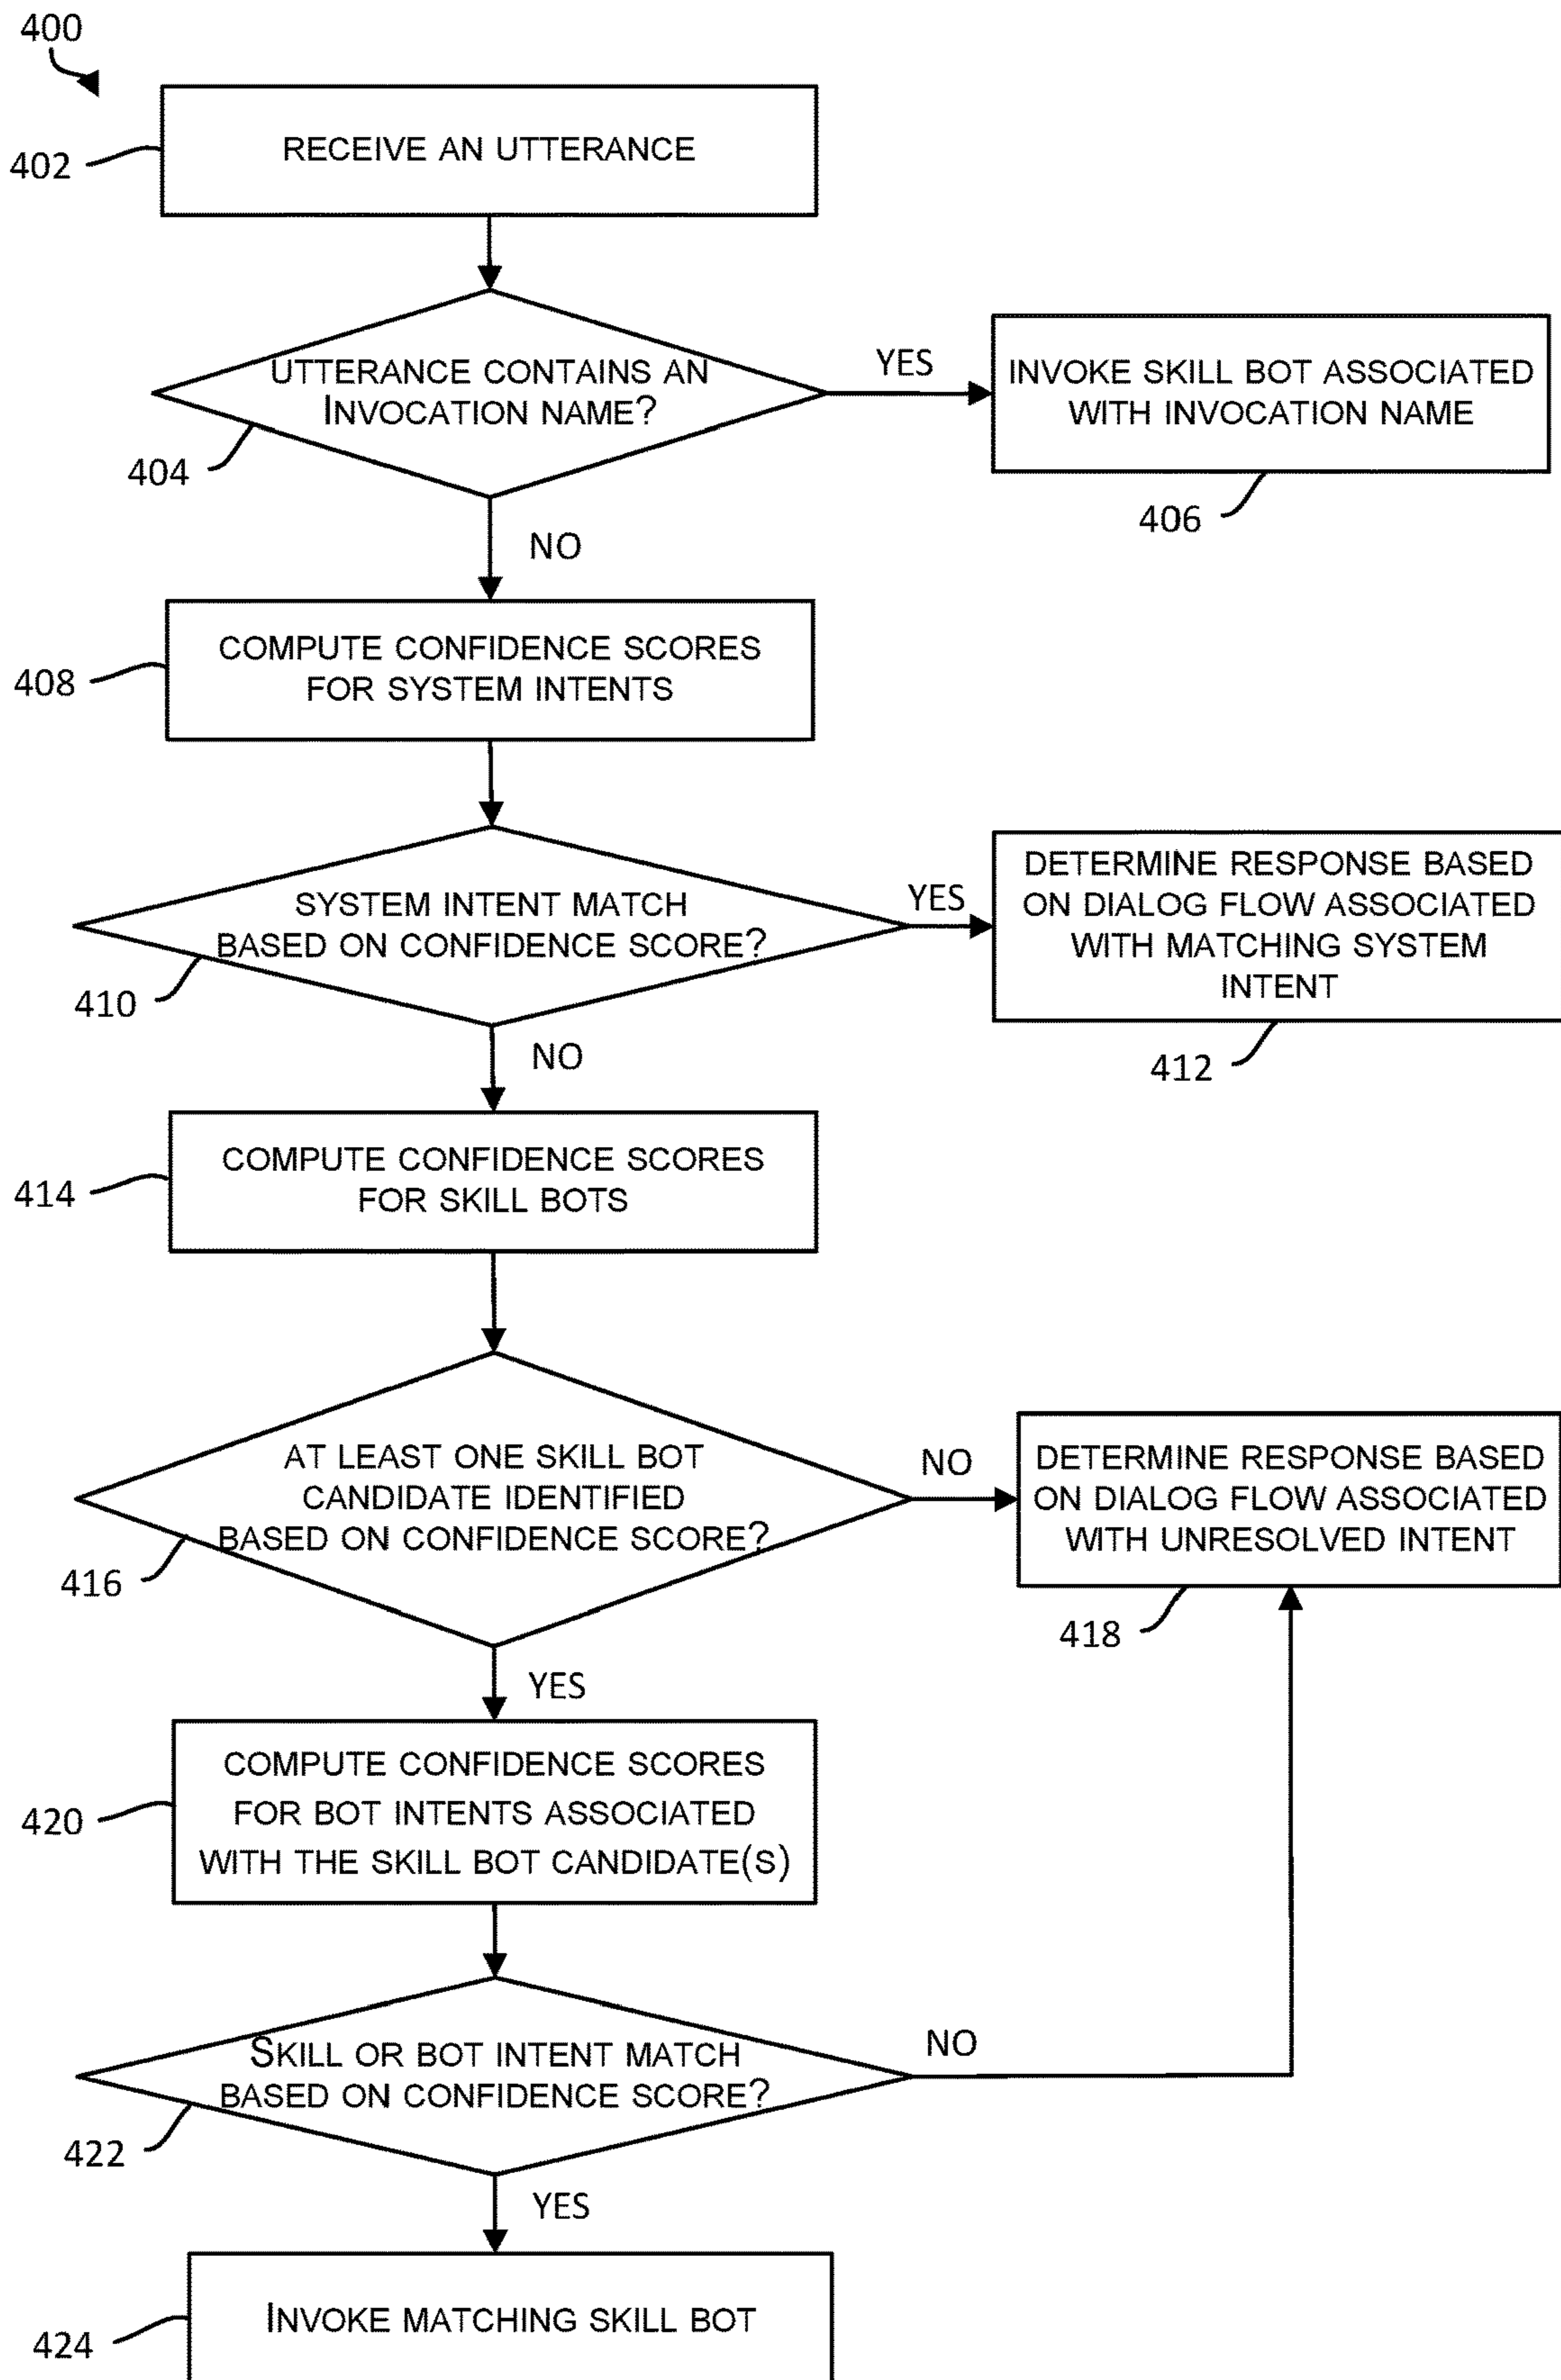 400
402
RECEIVE AN UTTERANCE
UTTERANCE CONTAINS AN
INVOCATION NAME?
404
YES
INVOKE SKILL BOT ASSOCIATED
WITH INVOCATION NAME
406
NO
408
COMPUTE CONFIDENCE SCORES
FOR SYSTEM INTENTS
SYSTEM INTENT MATCH
BASED ON CONFIDENCE SCORE?
410
YES
DETERMINE RESPONSE BASED
ON DIALOG FLOW ASSOCIATED
WITH MATCHING SYSTEM
INTENT
412
NO
414
COMPUTE CONFIDENCE SCORES
FOR SKILL BOTS
AT LEAST ONE SKILL BOT
CANDIDATE IDENTIFIED
BASED ON CONFIDENCE SCORE?
416
NO
DETERMINE RESPONSE BASED
ON DIALOG FLOW ASSOCIATED
WITH UNRESOLVED INTENT
418
YES
420
COMPUTE CONFIDENCE SCORES
FOR BOT INTENTS ASSOCIATED
WITH THE SKILL BOT CANDIDATE(S)
SKILL OR BOT INTENT MATCH
BASED ON CONFIDENCE SCORE?
422
NO
YES
424
INVOKE MATCHING SKILL BOT